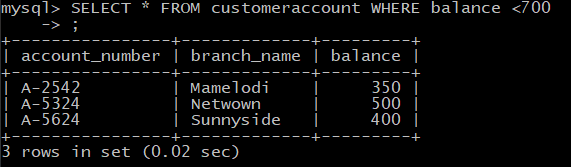 mysql> SELECT * FROM customeraccount WHERE balance <700
    -> ;
+----------------+-------------+---------+
| account_number | branch_name | balance |
+----------------+-------------+---------+
| A-2542         | Mamelodi    |     350 |
| A-5324         | Netwown     |     500 |
| A-5624         | Sunnyside   |     400 |
+----------------+-------------+---------+
3 rows in set (0.02 sec)